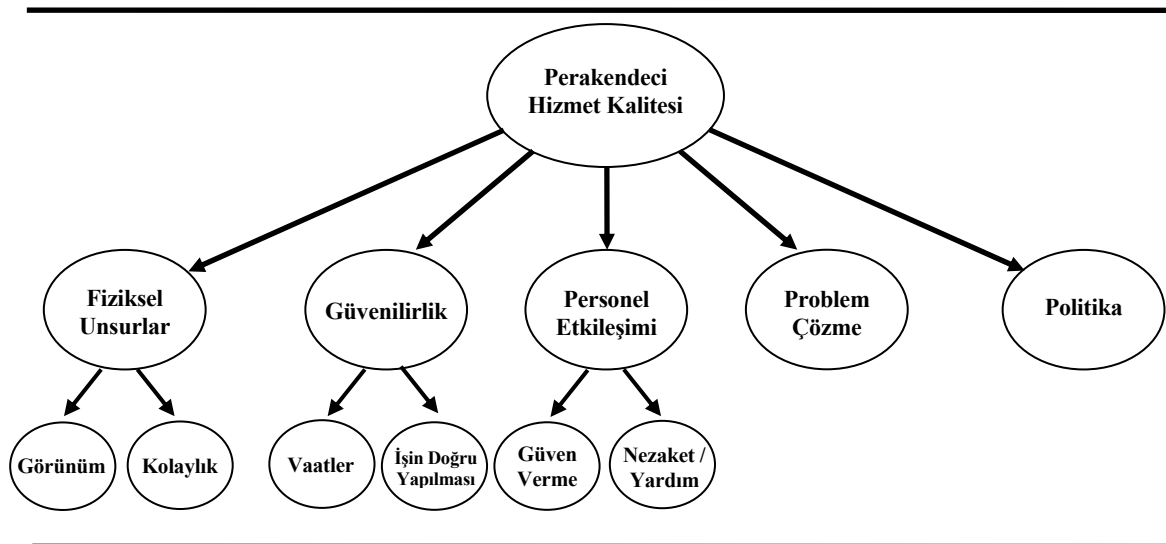 Perakendeci
Hizmet Kalitesi
Fiziksel
Unsurlar
Güvenilirlik
Personel
Etkileşimi
Problem
Çözme
Politika
Görünüm
Kolaylık
Vaatler
İşin Doğru
Yapılması
Güven
Verme
Nezaket /
Yardım